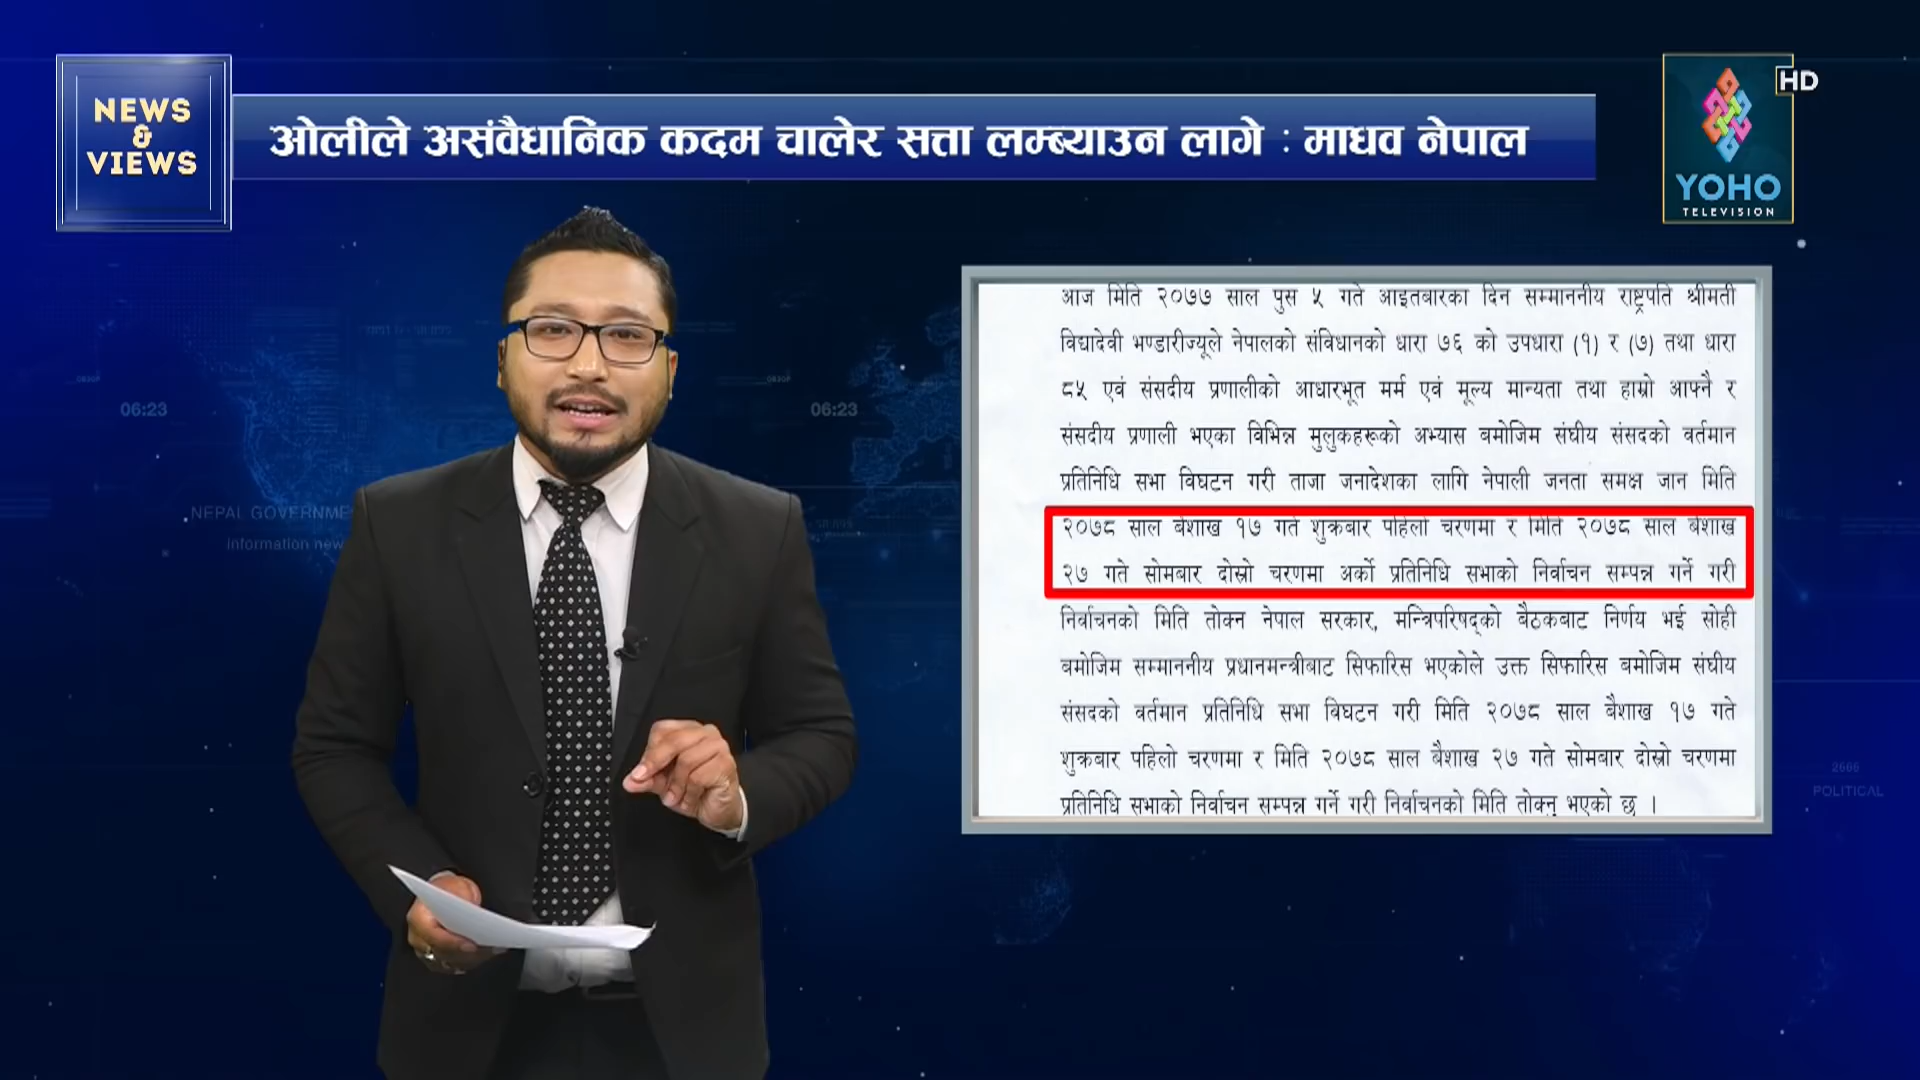 NEWS
&
VIEWS
ओलीले असंवैधानिक कदम चालेर सत्ता लम्ब्याउन लागे : माधव नेपाल
HD
YOHO
TELEVISION
आज मिति २०७७ साल पुस ५ गते आइतबारका दिन सम्माननीय राष्ट्रपति श्रीमती
विद्यादेवी भण्डारीज्यूले नेपालको संविधानको धारा ७६ को उपधारा (१) र (७) तथा धारा
८५ एवं संसदीय प्रणालीको आधारभूत मर्म एवं मूल्य मान्यता तथा हाम्रो आफ्नै र
संसदीय प्रणाली भएका विभिन्न मुलुकहरूको अभ्यास बमोजिम संघीय संसदको वर्तमान
प्रतिनिधि सभा विघटन गरी ताजा जनादेशका लागि नेपाली जनता समक्ष जान मिति
२०७८ साल बैशाख १७ गते शुक्रबार पहिलो चरणमा र मिति २०७८ साल बैशाख
२७ गते सोमबार दोस्रो चरणमा अर्को प्रतिनिधि सभाको निर्वाचन सम्पन्न गर्ने गरी
निर्वाचनको मिति तोक्न नेपाल सरकार, मन्त्रिपरिषद्को बैठकबाट निर्णय भई सोही
बमोजिम सम्माननीय प्रधानमन्त्रीबाट सिफारिस भएकोले उक्त सिफारिस बमोजिम संघीय
संसदको वर्तमान प्रतिनिधि सभा विघटन गरी मिति २०७८ साल बैशाख १७ गते
शुक्रबार पहिलो चरणमा र मिति २०७८ साल बैशाख २७ गते सोमबार दोस्रो चरणमा
प्रतिनिधि सभाको निर्वाचन सम्पन्न गर्ने गरी निर्वाचनको मिति तोक्नु भएको छ ।
06:23
06:23
NEPAL GOVERNME
information new
2666
POLITICAL